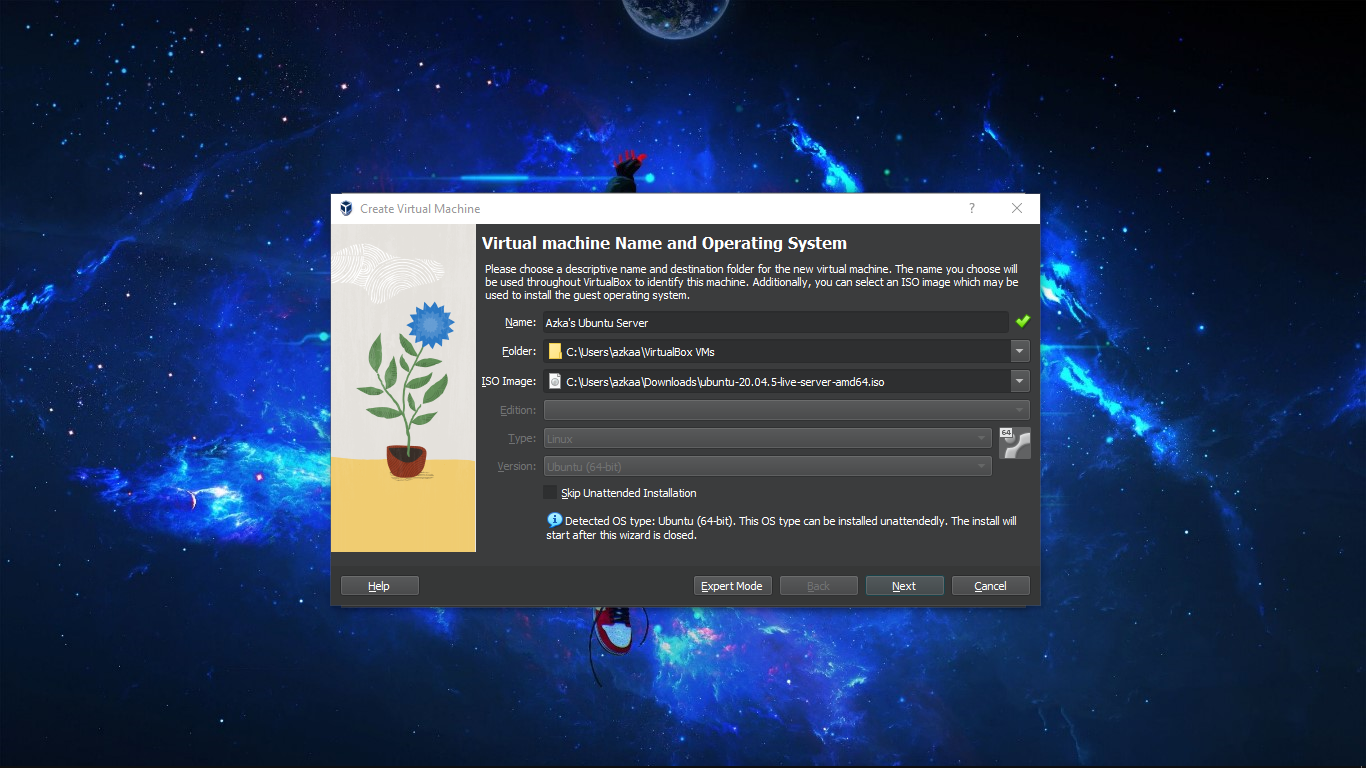 Create Virtual Machine
?
Virtual machine Name and Operating System
Please choose a descriptive name and destination folder for the new virtual machine. The name you choose will
be used throughout VirtualBox to identify this machine. Additionally, you can select an ISO image which may be
used to install the guest operating system.
Name: Azka's Ubuntu Server
Folder: C:\Users\azkaa\VirtualBox VMs
ISO Image: C:\Users\azkaa\Downloads\ubuntu-20.04.5-live-server-amd64.iso
Edition:
Type: Linux
64
Version: Ubuntu (64-bit)
Skip Unattended Installation
Detected OS type: Ubuntu (64-bit). This OS type can be installed unattendedly. The install will
start after this wizard is closed.
Help Expert Mode Back Next Cancel